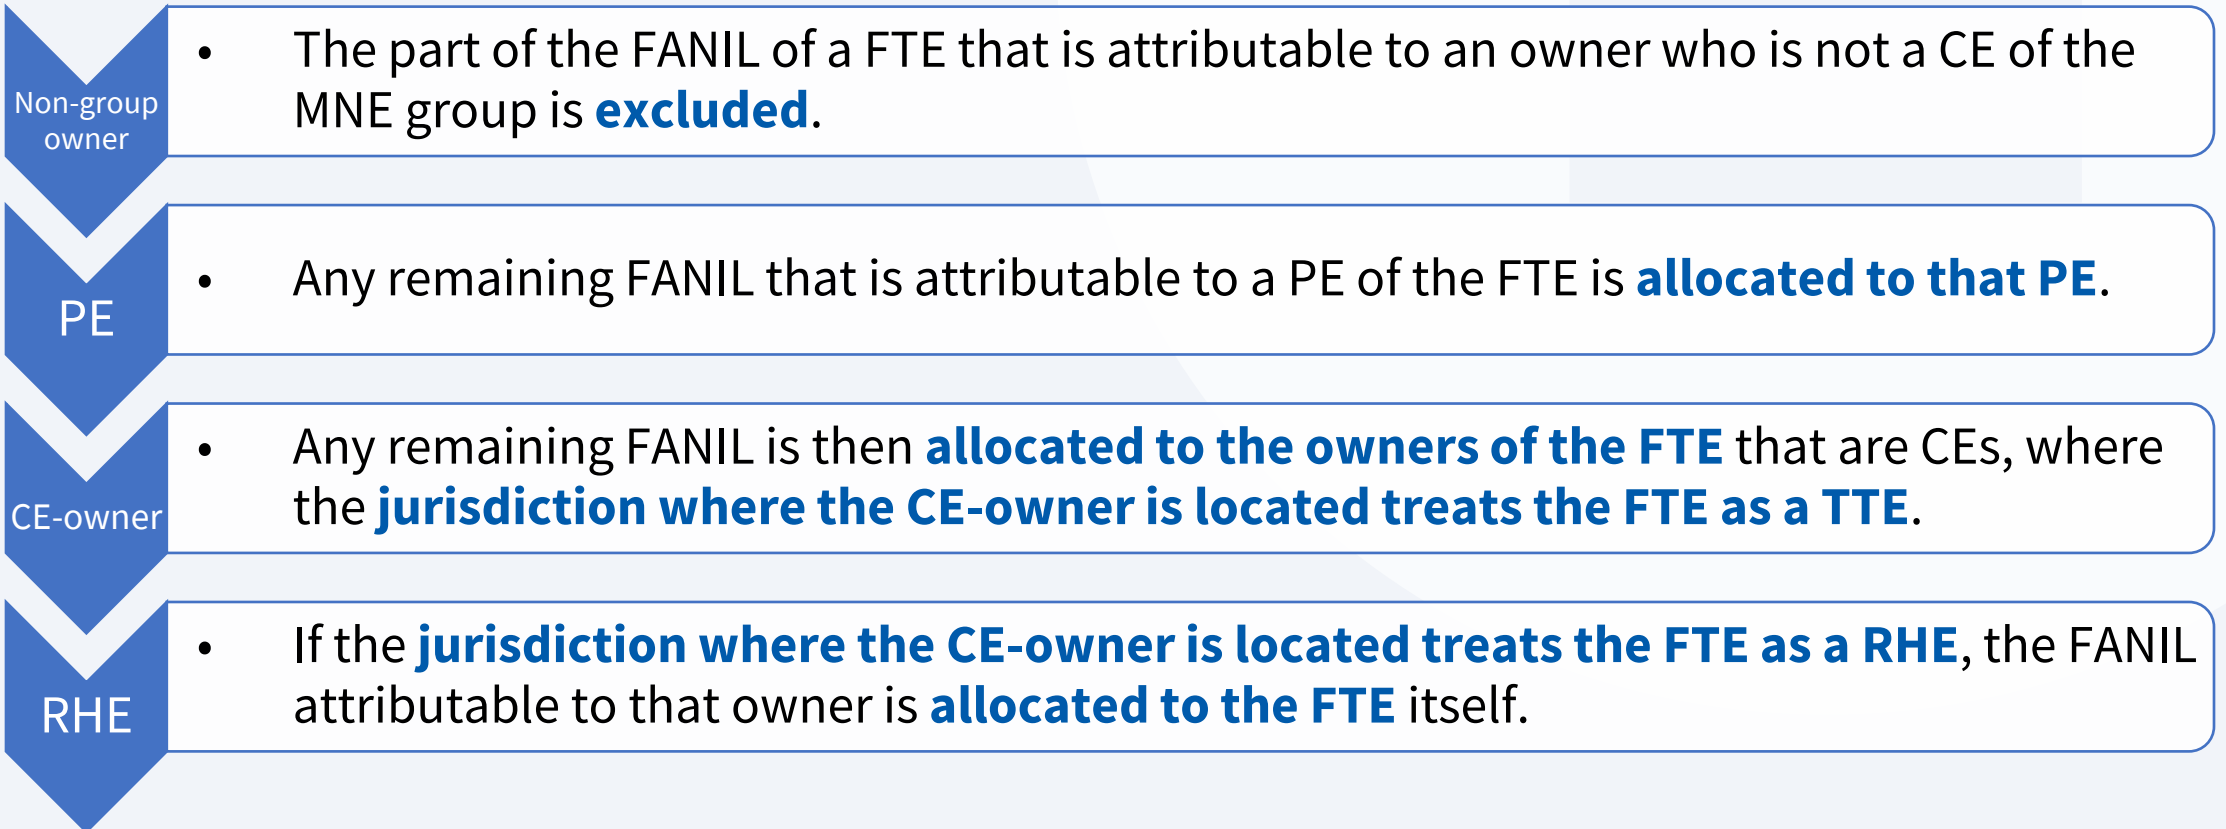 Non-group
owner
• The part of the FANIL of a FTE that is attributable to an owner who is not a CE of the
MNE group is excluded.
PE
• Any remaining FANIL that is attributable to a PE of the FTE is allocated to that PE.
CE-owner
• Any remaining FANIL is then allocated to the owners of the FTE that are CEs, where
the jurisdiction where the CE-owner is located treats the FTE as a TTE.
RHE
• If the jurisdiction where the CE-owner is located treats the FTE as a RHE, the FANIL
attributable to that owner is allocated to the FTE itself.